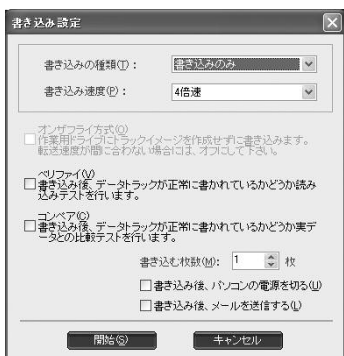 書き込み設定
書き込みの種類(T)： 書き込みのみ
書き込み速度(P)： 4倍速
オンザフライ方式(O)
作業用ドライブにトラックイメージを作成せずに書き込みます。
転送速度が間に合わない場合には、オフにして下さい。
ベリファイ(V)
書き込み後、データトラックが正常に書かれているかどうか読み
込みテストを行います。
コンペア(C)
書き込み後、データトラックが正常に書かれているかどうか実デ
ータとの比較テストを行います。
書き込む枚数(M)： 1 枚
書き込み後、パソコンの電源を切る(U)
書き込み後、メールを送信する(L)
開始(S) キャンセル